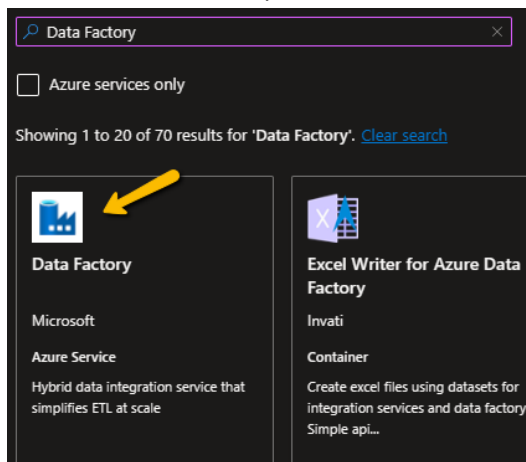 Data Factory
Azure services only
Showing 1 to 20 of 70 results for 'Data Factory'. Clear search
Data Factory
Microsoft
Azure Service
Hybrid data integration service that
simplifies ETL at scale
Excel Writer for Azure Data
Factory
Invati
Container
Create excel files using datasets for
integration services and data factory
Simple api...